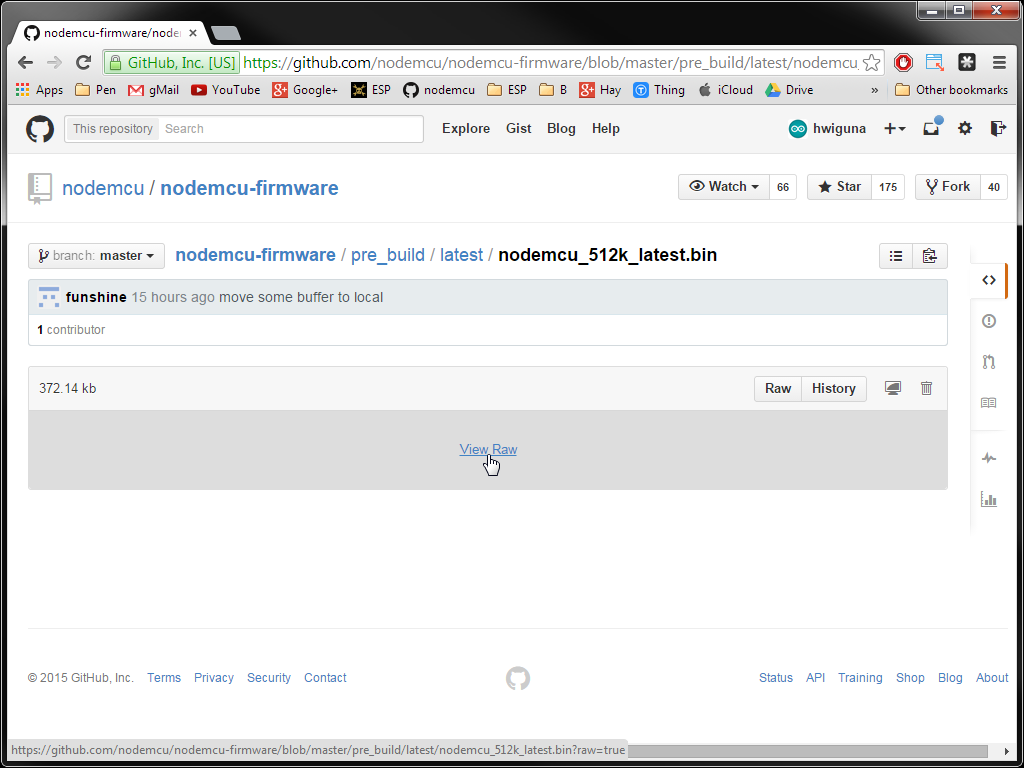 nodemcu-firmware/node
GitHub, Inc. [US] https://github.com/nodemcu/nodemcu-firmware/blob/master/pre_build/latest/nodemcu_
Apps Pen gMail YouTube Google+ ESP nodemcu ESP B Hay Thing iCloud Drive » Other bookmarks
This repository Search Explore Gist Blog Help hwiguna
nodemcu / nodemcu-firmware Watch 66 Star 175 Fork 40
branch: master nodemcu-firmware / pre_build / latest / nodemcu_512k_latest.bin
funshine 15 hours ago move some buffer to local
1 contributor
372.14 kb Raw History
View Raw
© 2015 GitHub, Inc. Terms Privacy Security Contact Status API Training Shop Blog About
https://github.com/nodemcu/nodemcu-firmware/blob/master/pre_build/latest/nodemcu_512k_latest.bin?raw=true